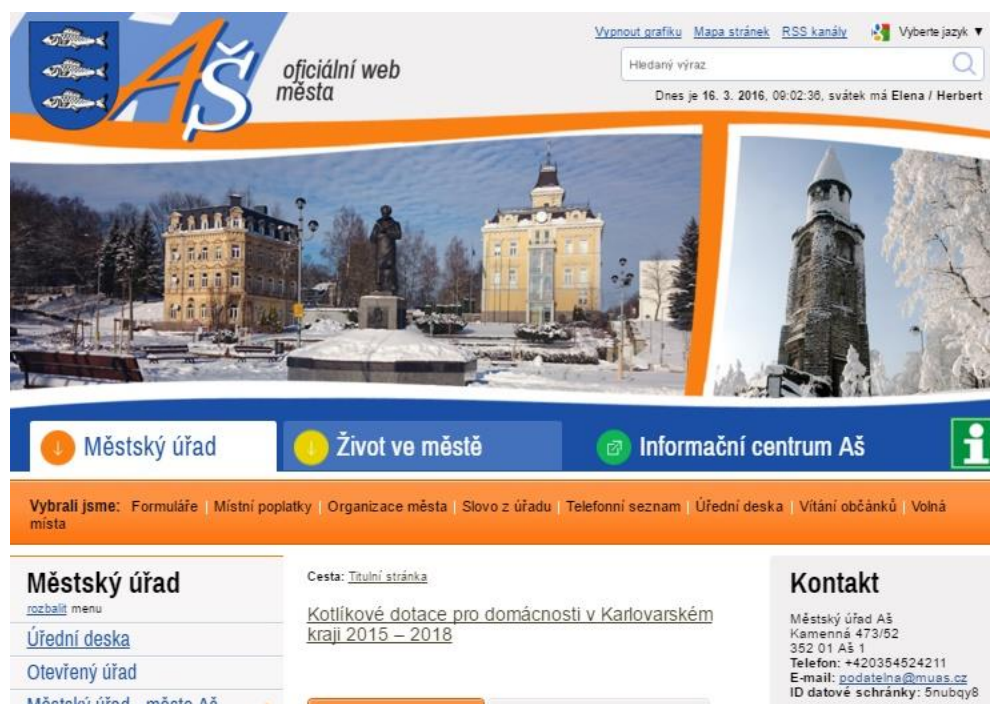 Aš
oficiální web
města
Vypnout grafiku Mapa stránek RSS kanály Vyberte jazyk ▼
Hledaný výraz
Dnes je 16. 3. 2016, 09:02:36, svátek má Elena / Herbert
Městský úřad
Život ve městě
Informační centrum Aš
i
Vybrali jsme: Formuláře | Místní poplatky | Organizace města | Slovo z úřadu | Telefonní seznam | Úřední deska | Vítání občánků | Volná
místa
Městský úřad
rozbalit menu
Úřední deska
Otevřený úřad
Městský úřad - město Aš
Cesta: Titulní stránka
Kotlíkové dotace pro domácnosti v Karlovarském
kraji 2015 – 2018
Kontakt
Městský úřad Aš
Kamenná 473/52
352 01 Aš 1
Telefon: +420354524211
E-mail: podatelna@muas.cz
ID datové schránky: 5nubqy8